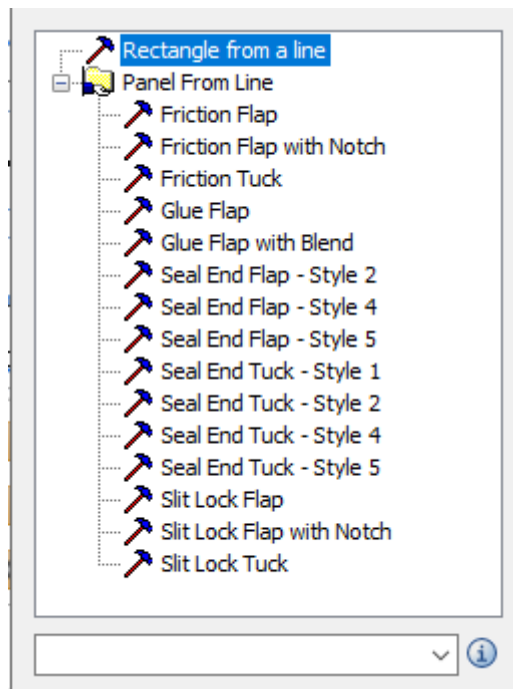 Rectangle from a line
Panel From Line
Friction Flap
Friction Flap with Notch
Friction Tuck
Glue Flap
Glue Flap with Blend
Seal End Flap - Style 2
Seal End Flap - Style 4
Seal End Flap - Style 5
Seal End Tuck - Style 1
Seal End Tuck - Style 2
Seal End Tuck - Style 4
Seal End Tuck - Style 5
Slit Lock Flap
Slit Lock Flap with Notch
Slit Lock Tuck